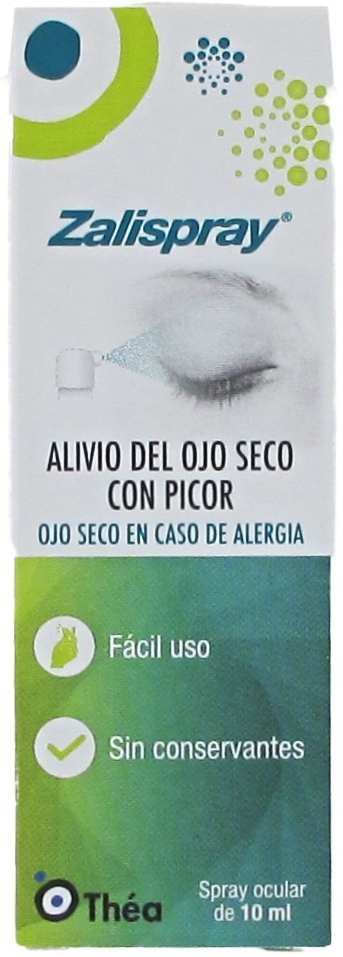 Zalispray®
ALIVIO DEL OJO SECO
CON PICOR
OJO SECO EN CASO DE ALERGIA
Fácil uso
Sin conservantes
Théa
Spray ocular
de 10 ml